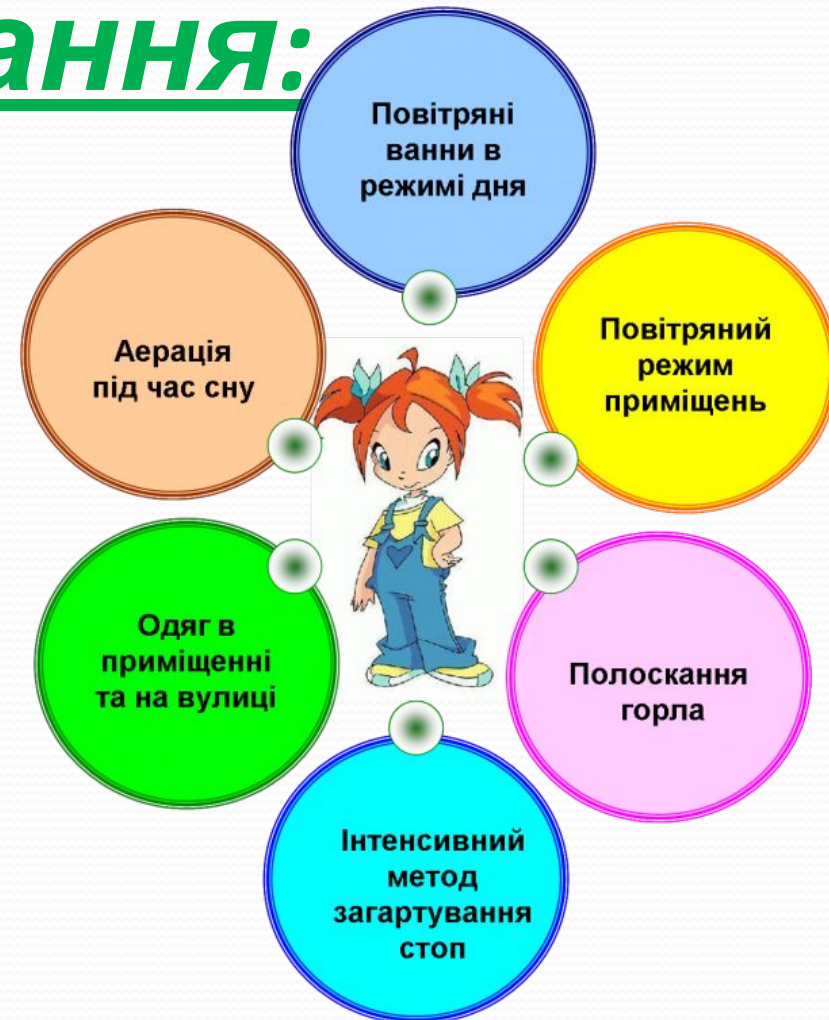 ання:
Повітряні
ванни в
режимі дня
Повітряний
режим
приміщень
Полоскання
горла
Інтенсивний
метод
загартування
стоп
Одяг в
приміщенні
та на вулиці
Аерація
під час сну